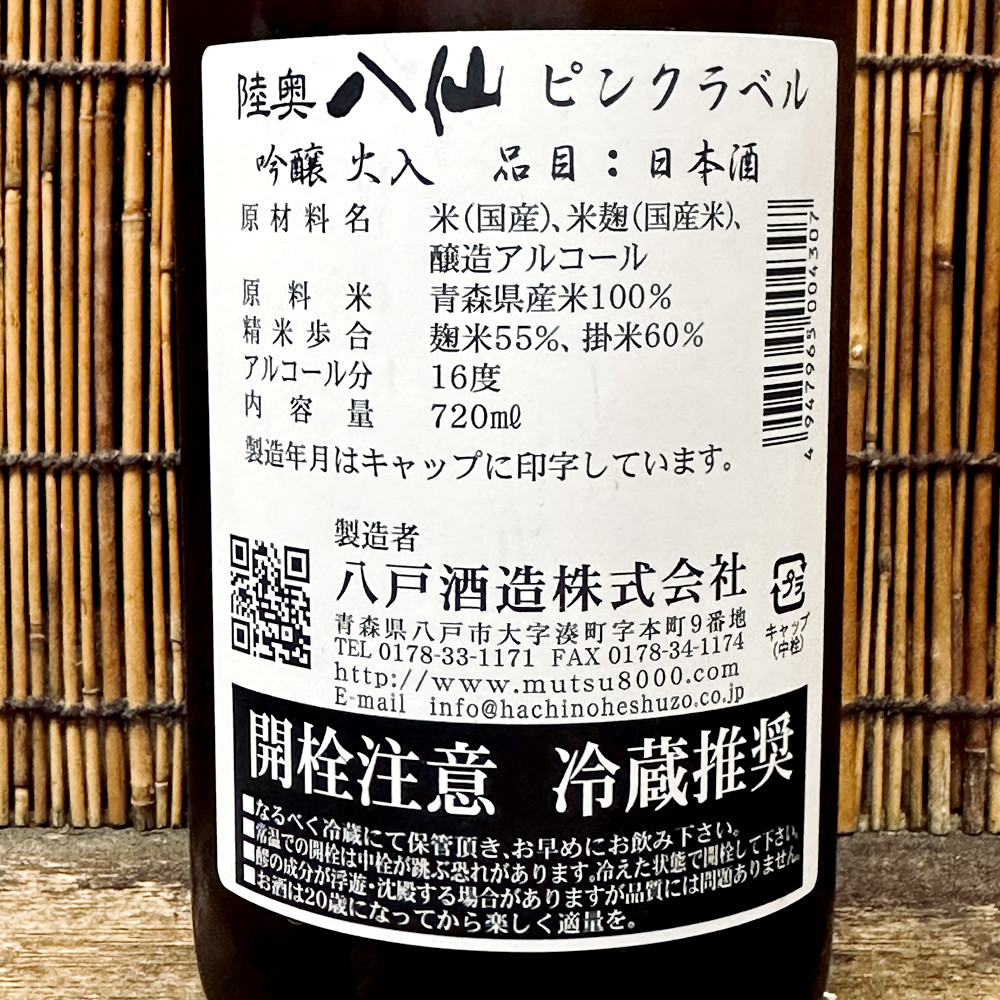 陸奥 八仙 ピンクラベル
吟醸 火入 品目：日本酒
原材料名 米(国産)、米麹(国産米)、
醸造アルコール
原料米 青森県産米100%
精米歩合 麹米55%、掛米60%
アルコール分 16度
内容量 720mℓ
製造年月はキャップに印字しています。
4947965004307
製造者
八戸酒造株式会社
青森県八戸市大字湊町字本町9番地
TEL 0178-33-1171 FAX 0178-34-1174
http://www.mutsu8000.com
E-mail info@hachinoheshuzo.co.jp
プラ
キャップ
(中栓)
開栓注意 冷蔵推奨
■なるべく冷蔵にて保管頂き、お早めにお飲み下さい。
■常温での開栓は中栓が跳ぶ恐れがあります。冷えた状態で開栓して下さい。
■醪の成分が浮遊・沈殿する場合がありますが品質には問題ありません。
■お酒は20歳になってから楽しく適量を。